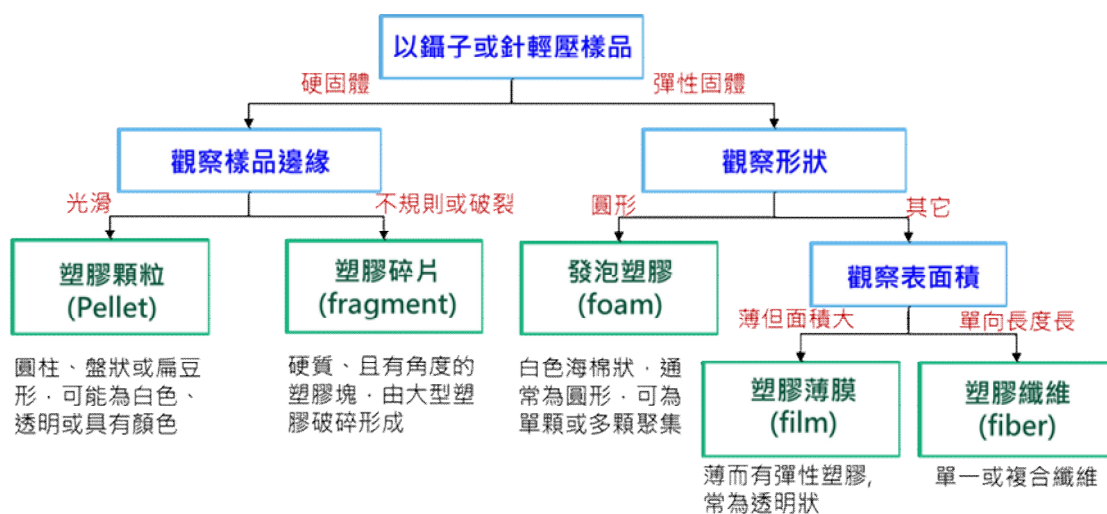 以鑷子或針輕壓樣品
硬固體
彈性固體
觀察樣品邊緣
觀察形狀
光滑
不規則或破裂
圓形
其它
塑膠顆粒
(Pellet)
塑膠碎片
(fragment)
發泡塑膠
(foam)
觀察表面積
薄但面積大
單向長度長
圓柱、盤狀或扁豆
形，可能為白色、
透明或具有顏色
硬質、且有角度的
塑膠塊，由大型塑
膠破碎形成
白色海棉狀，通
常為圓形，可為
單顆或多顆聚集
塑膠薄膜
(film)
塑膠纖維
(fiber)
薄而有彈性塑膠,
常為透明狀
單一或複合纖維